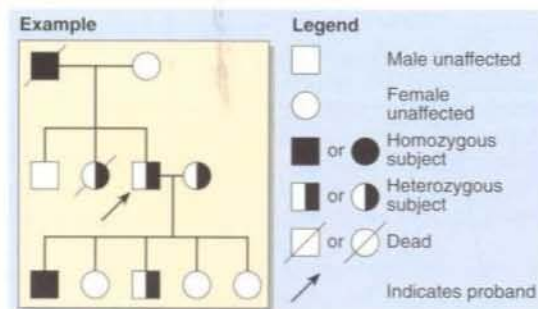 Example
Legend
Male unaffected
Female
unaffected
or
Homozygous
subject
or
Heterozygous
subject
or
Dead
Indicates proband